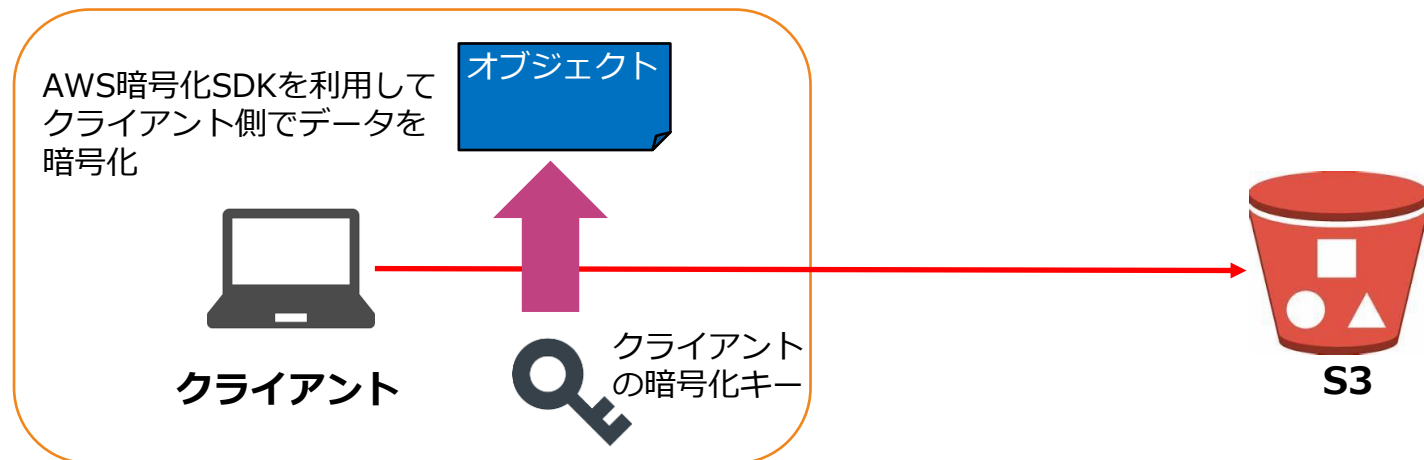 AWS暗号化SDKを利用して
クライアント側でデータを
暗号化
オブジェクト
クライアント
クライアント
の暗号化キー
S3